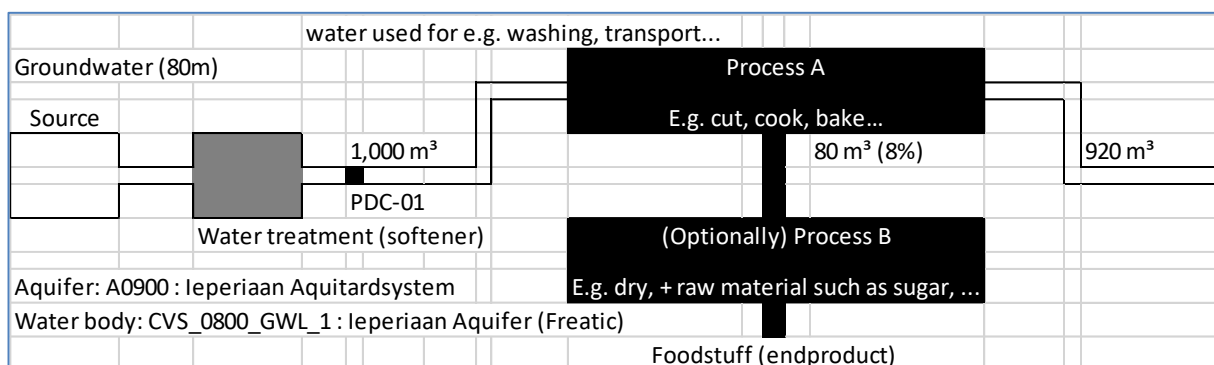 water used for e.g. washing, transport...
Groundwater (80m)
Process A
Source
E.g. cut, cook, bake...
1,000 m³
80 m³ (8%)
920 m³
PDC-01
Water treatment (softener)
(Optionally) Process B
Aquifer: A0900 : Ieperiaan Aquitardsystem
E.g. dry, + raw material such as sugar, ...
Water body: CVS_0800_GWL_1 : Ieperiaan Aquifer (Freatic)
Foodstuff (endproduct)